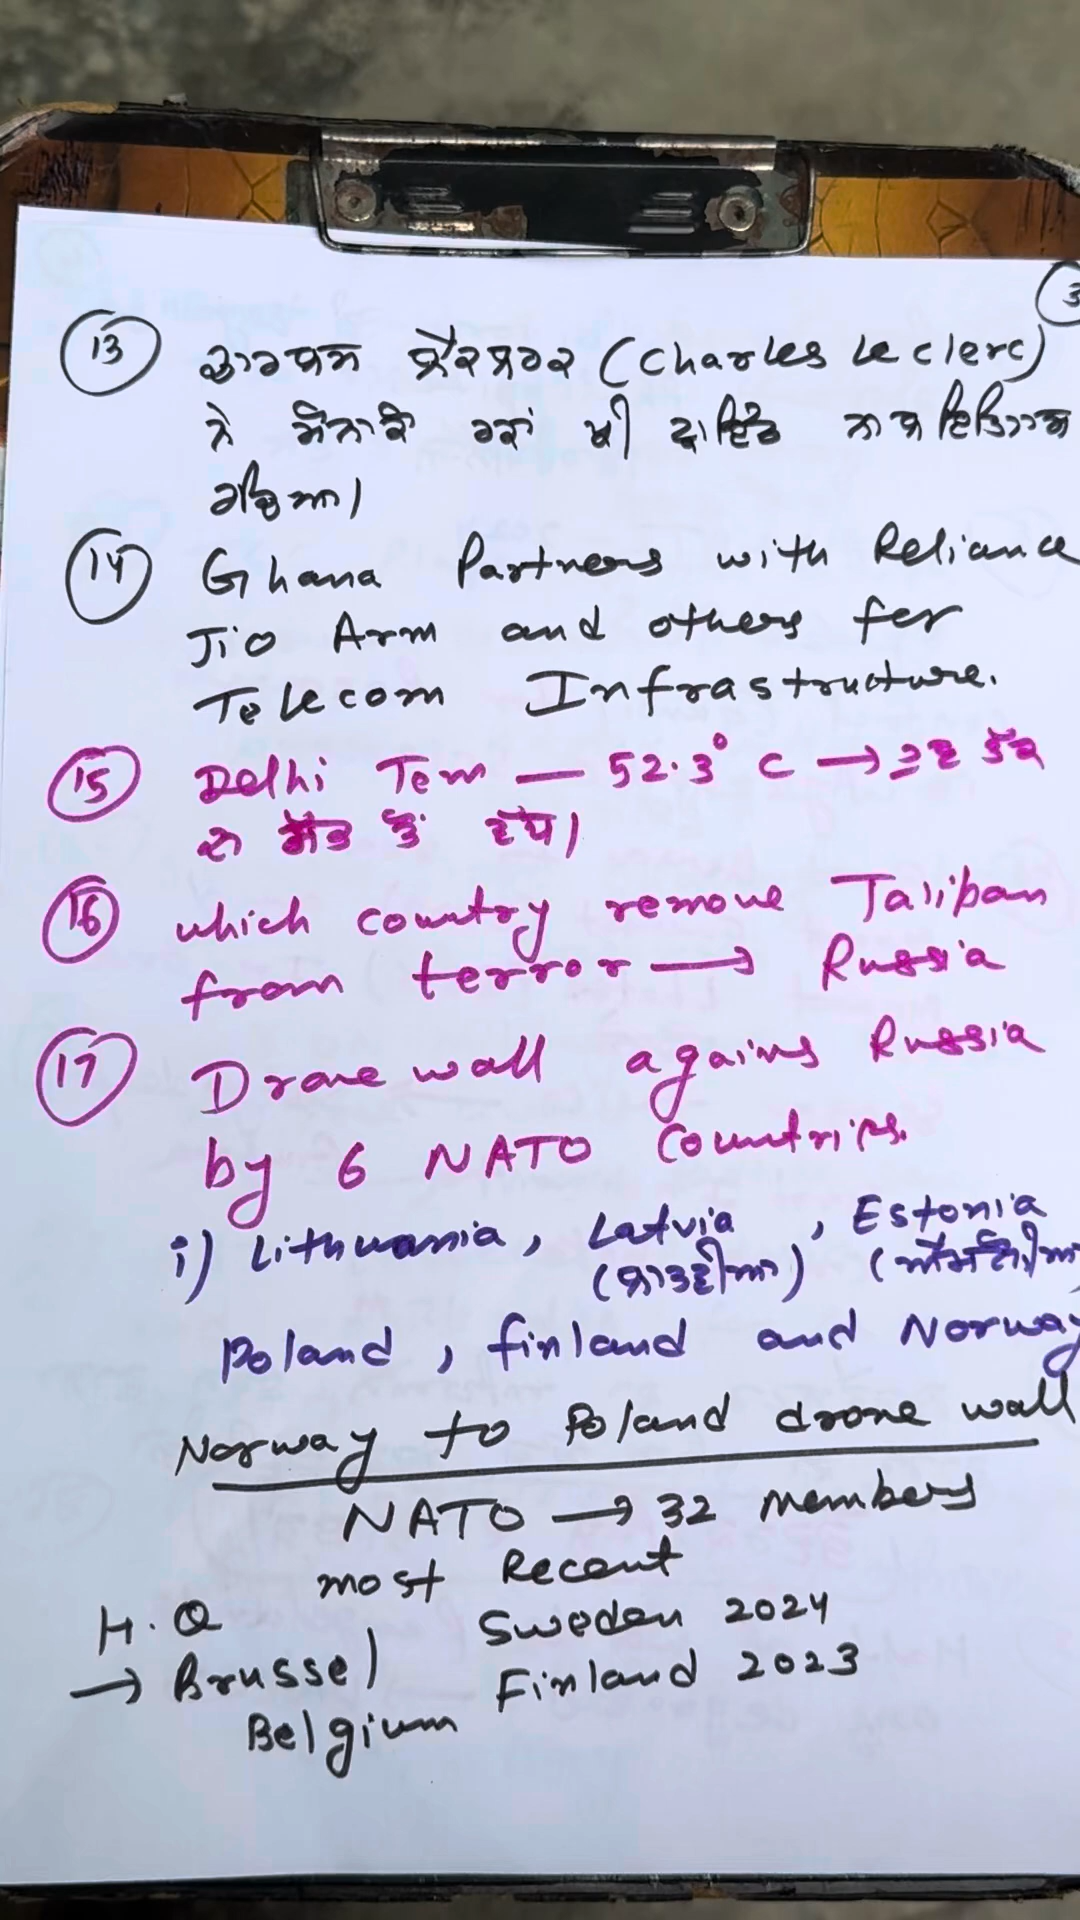 3
13 ਚਾਰਲਸ ਲੈਕਲਰਕ (Charles Leclerc)
ਨੇ ਮੋਨਾਕੋ ਗ੍ਰਾਂ ਪ੍ਰੀ ਨਾਲ ਇਤਿਹਾਸ
ਰਚਿਆ।
14 Ghana Partners with Reliance
Jio Arm and others for
Telecom Infrastructure.
15 Delhi Tem — 52.3° C → ਹੁਣ ਤੱਕ
ਦਾ ਤੋਂ ਵੱਧ।
16 which country remove Taliban
from terror → Russia
17 Drone wall agains Russia
by 6 NATO Countries.
i) Lithuania, Latvia, Estonia
(ਲਾਤਵੀਆ)
Poland, finland and Norway
Norway to Poland drone wall
NATO → 32 members
most Recent
H.Q Sweden 2024
→ Brussel Finland 2023
Belgium